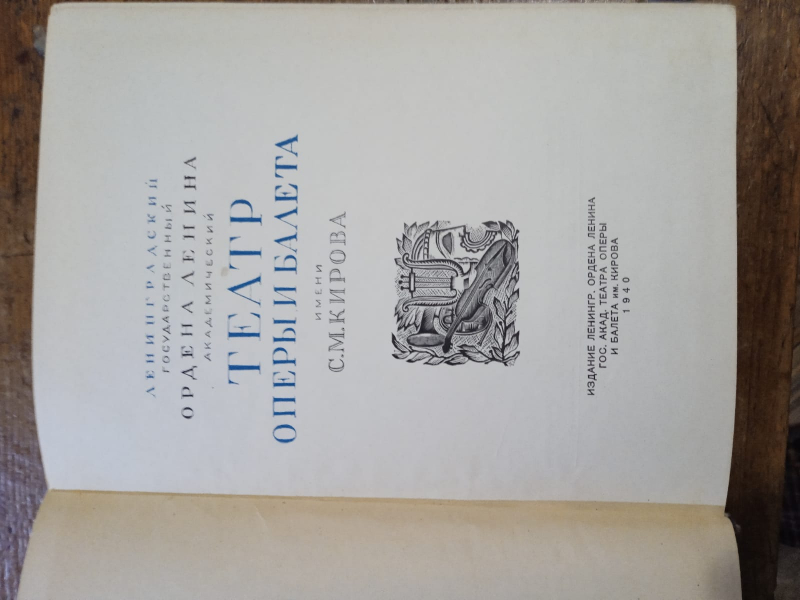 ЛЕНИНГРАДСКИЙ
ГОСУДАРСТВЕННЫЙ
ОРДЕНА ЛЕНИНА
АКАДЕМИЧЕСКИЙ
ТЕАТР
ОПЕРЫ И БАЛЕТА
ИМЕНИ
С.М.КИРОВА
ИЗДАНИЕ ЛЕНИНГР. ОРДЕНА ЛЕНИНА
ГОС. АКАД. ТЕАТРА ОПЕРЫ
И БАЛЕТА им. КИРОВА
1940